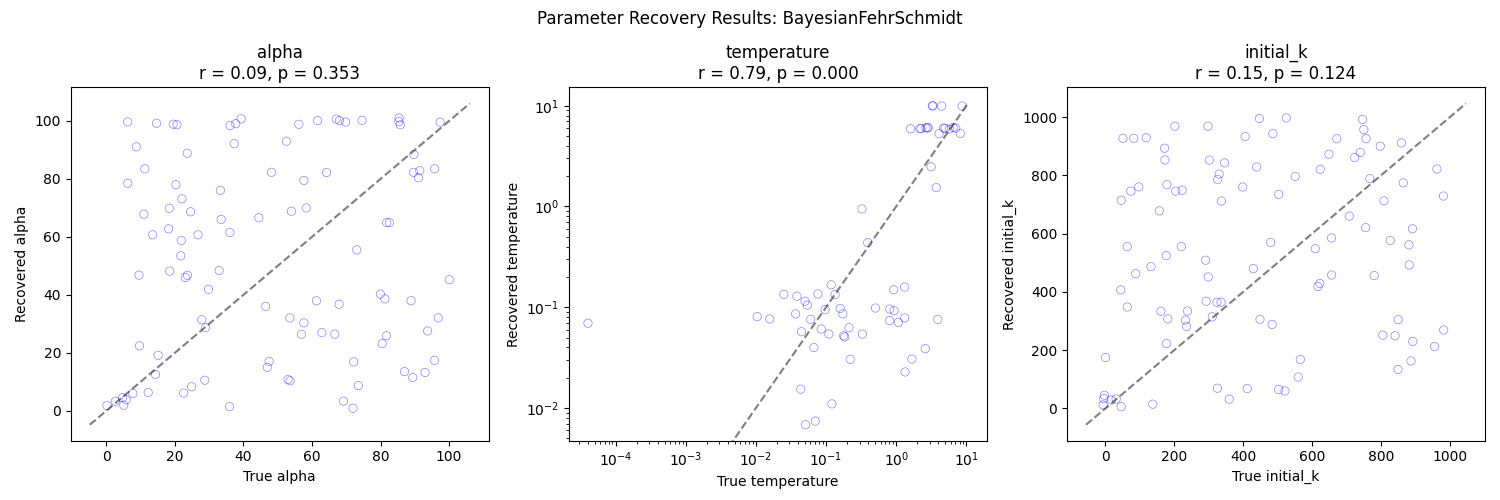 Parameter Recovery Results: BayesianFehrSchmidt
alpha
r = 0.09, p = 0.353
Recovered alpha
100
80
60
40
20
0
0 20 40 60 80 100
True alpha
temperature
r = 0.79, p = 0.000
Recovered temperature
10¹
10⁰
10⁻¹
10⁻²
10⁻⁴ 10⁻³ 10⁻² 10⁻¹ 10⁰ 10¹
True temperature
initial_k
r = 0.15, p = 0.124
Recovered initial_k
1000
800
600
400
200
0
0 200 400 600 800 1000
True initial_k